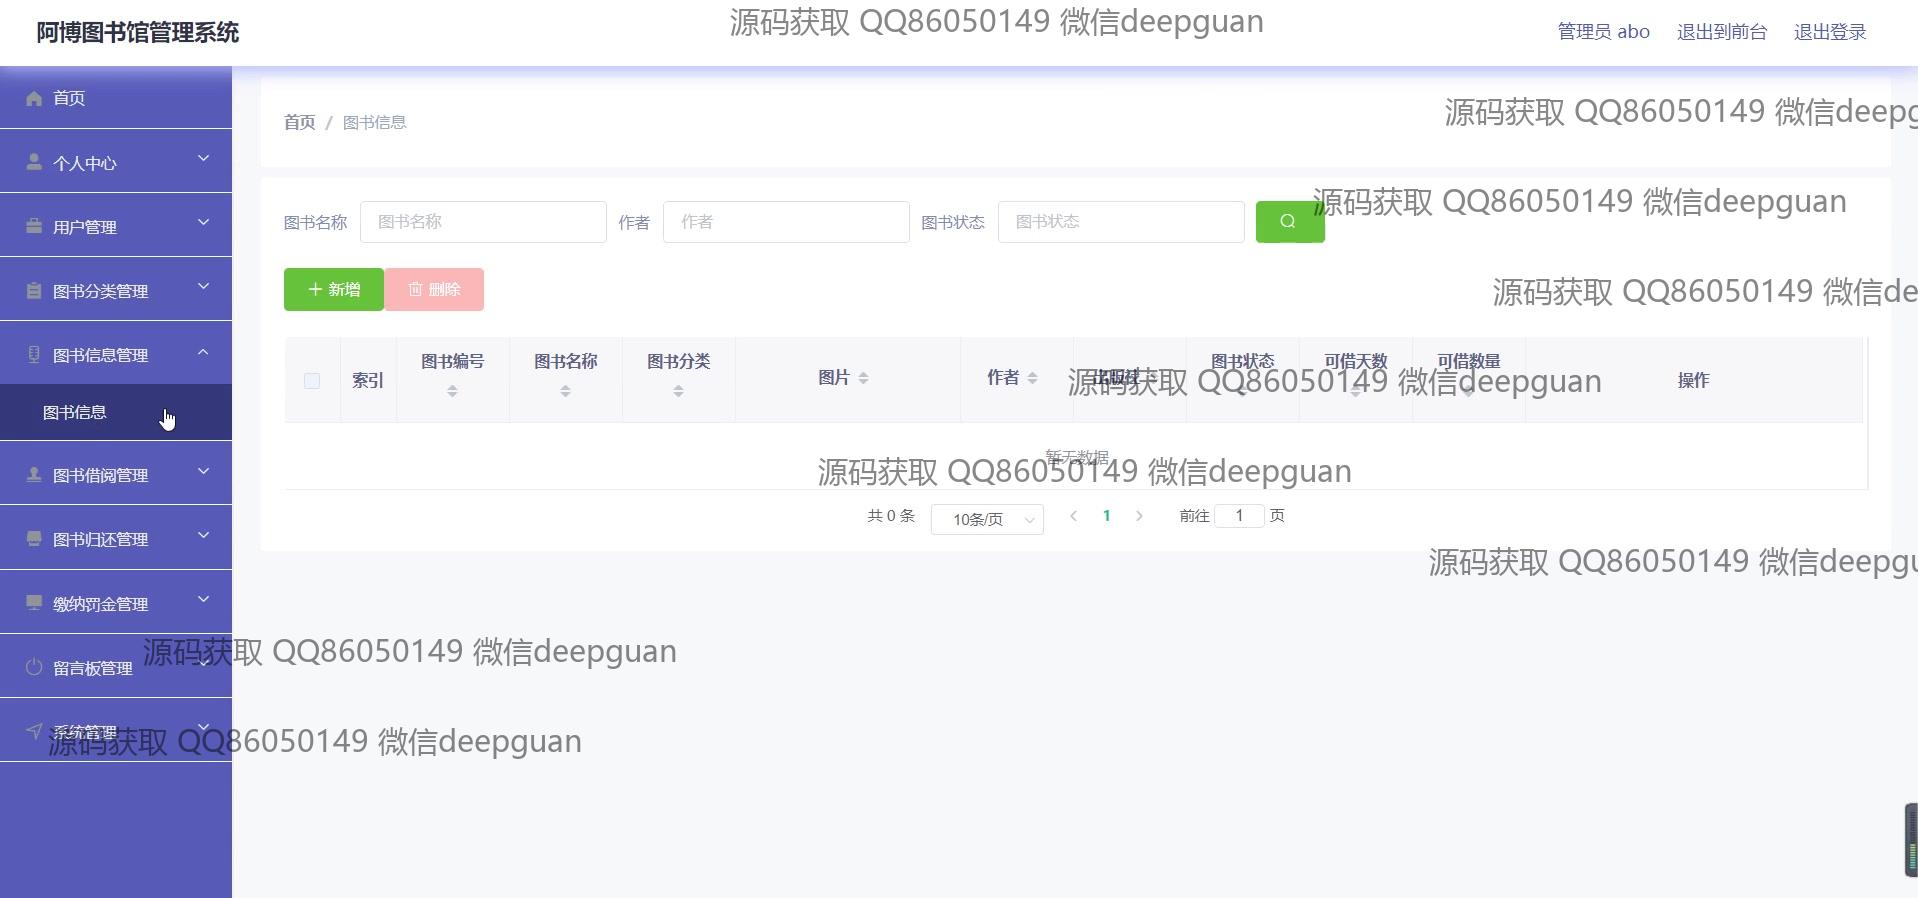 阿博图书馆管理系统
源码获取 QQ86050149 微信deepguan
管理员 abo 退出到前台 退出登录
首页
个人中心
用户管理
图书分类管理
图书信息管理
图书信息
图书借阅管理
图书归还管理
缴纳罚金管理
留言板管理
系统管理
首页 / 图书信息
源码获取 QQ86050149 微信deepg
源码获取 QQ86050149 微信deepguan
图书名称 图书名称 作者 作者 图书状态 图书状态
新增 删除
源码获取 QQ86050149 微信de
索引 图书编号 图书名称 图书分类 图片 作者 出版社 图书状态 可借天数 可借数量 操作
源码获取 QQ86050149 微信deepguan
暂无数据
源码获取 QQ86050149 微信deepguan
共 0 条 10条/页 1 前往 1 页
源码获取 QQ86050149 微信deepgu
源码获取 QQ86050149 微信deepguan
源码获取 QQ86050149 微信deepguan